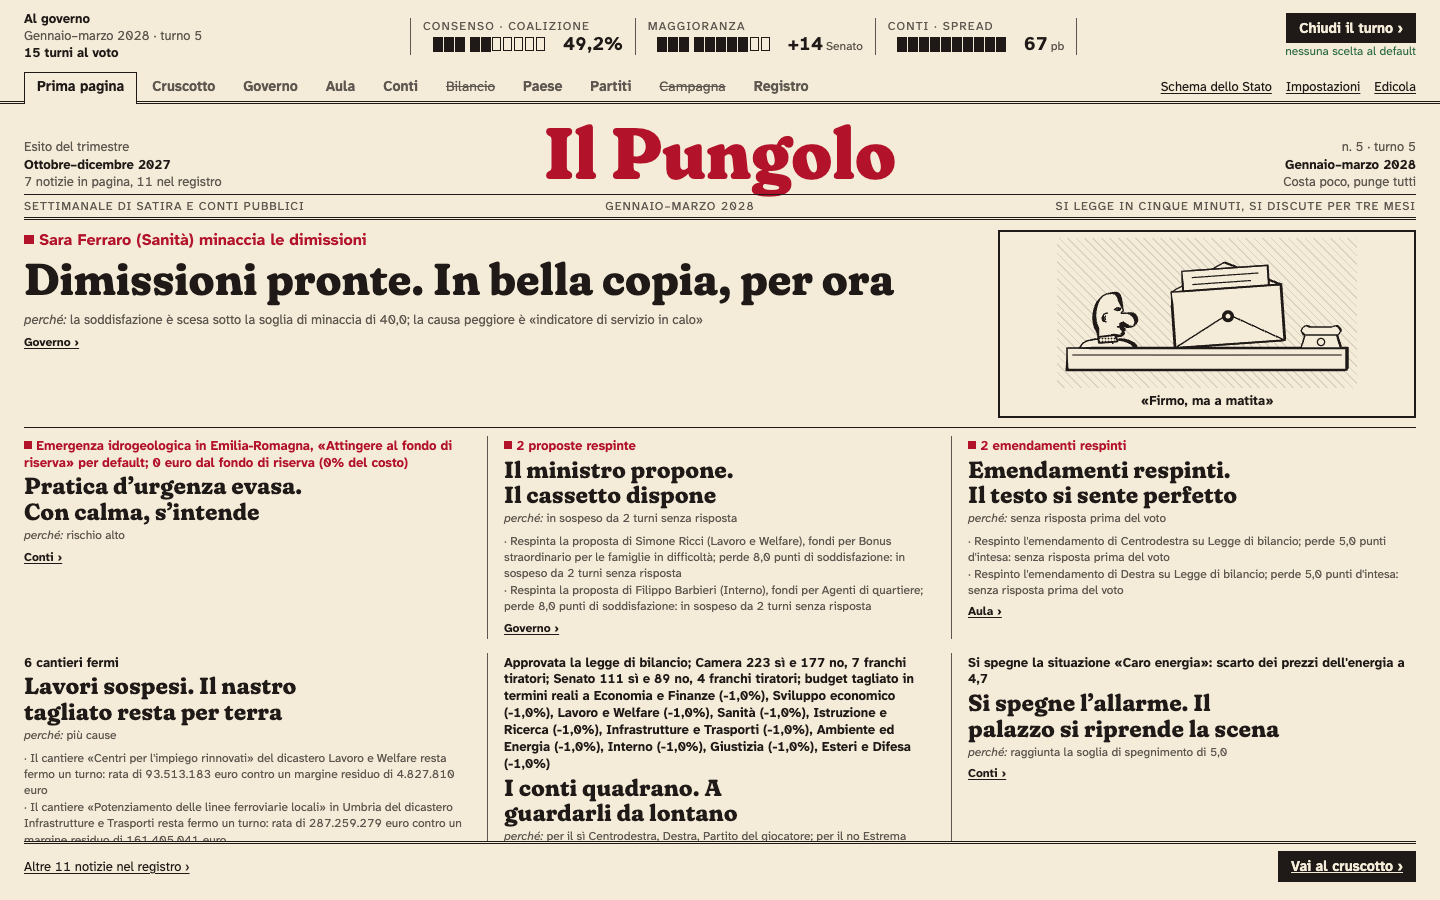 Al governo
Gennaio–marzo 2028 · turno 5
15 turni al voto
CONSENSO · COALIZIONE
49,2%
MAGGIORANZA
+14 Senato
CONTI · SPREAD
67 pb
Chiudi il turno ›
nessuna scelta al default
Prima pagina
Cruscotto
Governo
Aula
Conti
Bilancio
Paese
Partiti
Campagna
Registro
Schema dello Stato
Impostazioni
Edicola
Esito del trimestre
Ottobre–dicembre 2027
7 notizie in pagina, 11 nel registro
Il Pungolo
n. 5 · turno 5
Gennaio–marzo 2028
Costa poco, punge tutti
SETTIMANALE DI SATIRA E CONTI PUBBLICI
GENNAIO–MARZO 2028
SI LEGGE IN CINQUE MINUTI, SI DISCUTE PER TRE MESI
Sara Ferraro (Sanità) minaccia le dimissioni
Dimissioni pronte. In bella copia, per ora
perché: la soddisfazione è scesa sotto la soglia di minaccia di 40,0; la causa peggiore è «indicatore di servizio in calo»
Governo ›
«Firmo, ma a matita»
Emergenza idrogeologica in Emilia-Romagna, «Attingere al fondo di
riserva» per default; 0 euro dal fondo di riserva (0% del costo)
Pratica d’urgenza evasa.
Con calma, s’intende
perché: rischio alto
Conti ›
2 proposte respinte
Il ministro propone.
Il cassetto dispone
perché: in sospeso da 2 turni senza risposta
· Respinta la proposta di Simone Ricci (Lavoro e Welfare), fondi per Bonus
straordinario per le famiglie in difficoltà; perde 8,0 punti di soddisfazione: in
sospeso da 2 turni senza risposta
· Respinta la proposta di Filippo Barbieri (Interno), fondi per Agenti di quartiere;
perde 8,0 punti di soddisfazione: in sospeso da 2 turni senza risposta
Governo ›
2 emendamenti respinti
Emendamenti respinti.
Il testo si sente perfetto
perché: senza risposta prima del voto
· Respinto l'emendamento di Centrodestra su Legge di bilancio; perde 5,0 punti
d'intesa: senza risposta prima del voto
· Respinto l'emendamento di Destra su Legge di bilancio; perde 5,0 punti d'intesa:
senza risposta prima del voto
Aula ›
6 cantieri fermi
Lavori sospesi. Il nastro
tagliato resta per terra
perché: più cause
· Il cantiere «Centri per l'impiego rinnovati» del dicastero Lavoro e Welfare resta
fermo un turno: rata di 93.513.183 euro contro un margine residuo di 4.827.810
euro
· Il cantiere «Potenziamento delle linee ferroviarie locali» in Umbria del dicastero
Infrastrutture e Trasporti resta fermo un turno: rata di 287.259.279 euro contro un
margine residuo di 161.405.041 euro
Approvata la legge di bilancio; Camera 223 sì e 177 no, 7 franchi
tiratori; Senato 111 sì e 89 no, 4 franchi tiratori; budget tagliato in
termini reali a Economia e Finanze (-1,0%), Sviluppo economico
(-1,0%), Lavoro e Welfare (-1,0%), Sanità (-1,0%), Istruzione e
Ricerca (-1,0%), Infrastrutture e Trasporti (-1,0%), Ambiente ed
Energia (-1,0%), Interno (-1,0%), Giustizia (-1,0%), Esteri e Difesa
(-1,0%)
I conti quadrano. A
guardarli da lontano
perché: per il sì Centrodestra, Destra, Partito del giocatore; per il no Estrema
Si spegne la situazione «Caro energia»: scarto dei prezzi dell'energia a
4,7
Si spegne l’allarme. Il
palazzo si riprende la scena
perché: raggiunta la soglia di spegnimento di 5,0
Conti ›
Altre 11 notizie nel registro ›
Vai al cruscotto ›